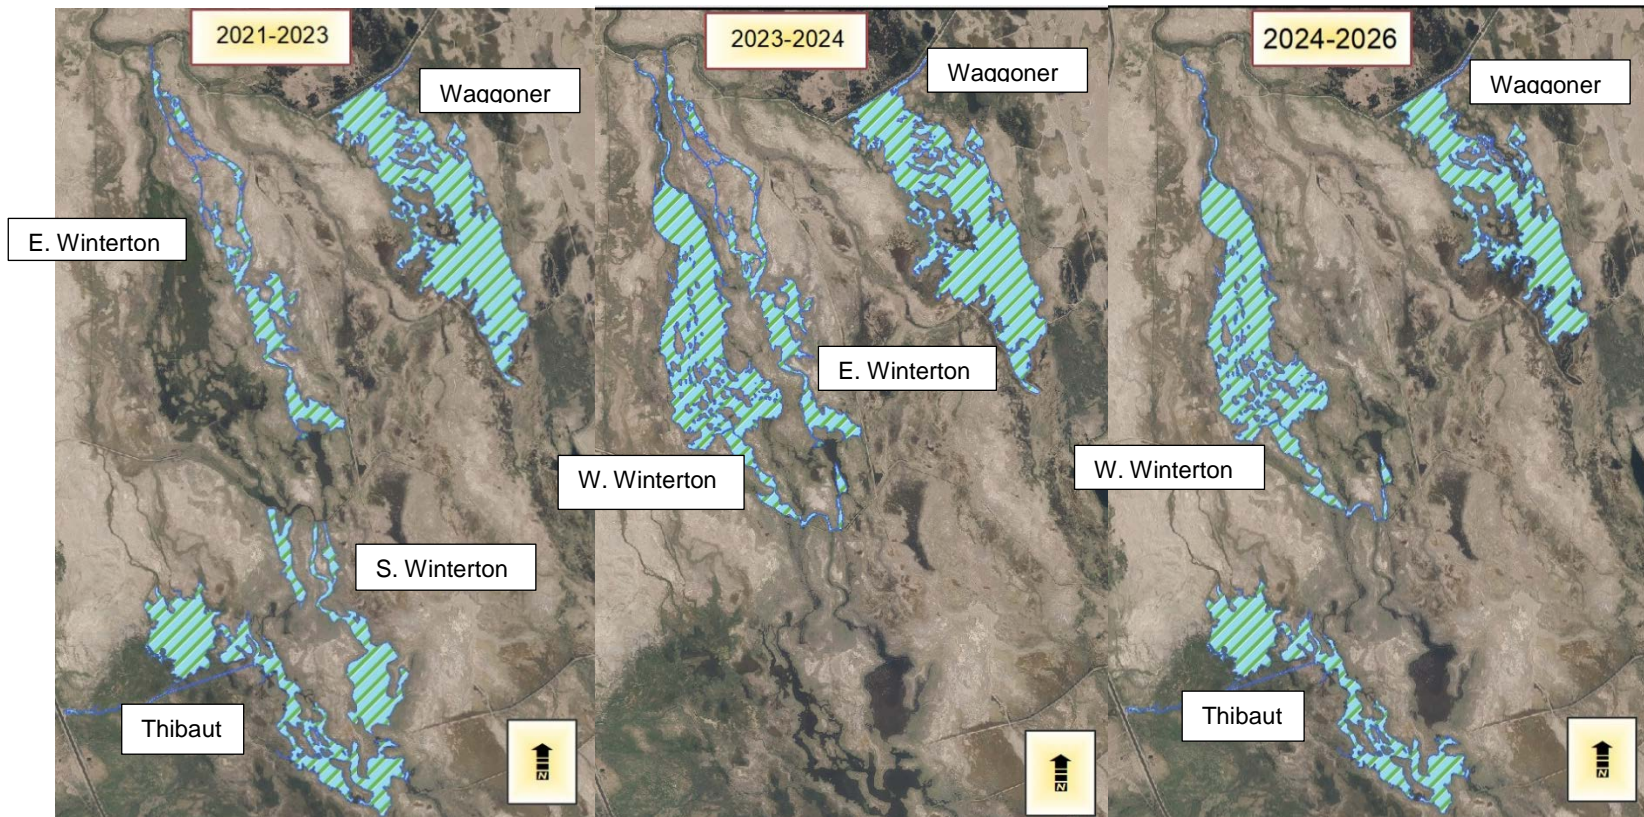 2021-2023
Waggoner
E. Winterton
S. Winterton
Thibaut
N
2023-2024
Waggoner
E. Winterton
W. Winterton
N
2024-2026
Waggoner
W. Winterton
Thibaut
N